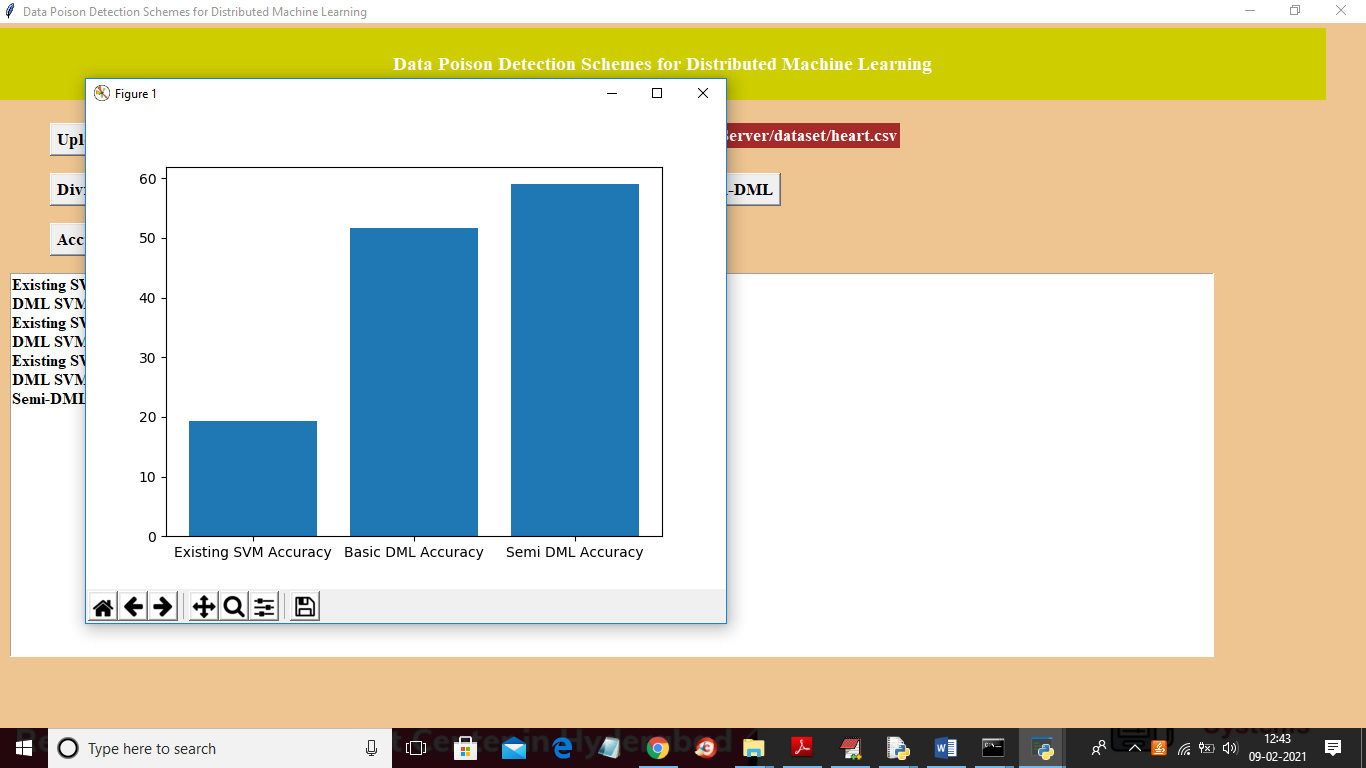 Data Poison Detection Schemes for Distributed Machine Learning
Data Poison Detection Schemes for Distributed Machine Learning
Figure 1
Upl
erver/dataset/heart.csv
Div
-DML
Acc
Existing SV
DML SVM
Existing SV
DML SVM
Existing SV
DML SVM
Semi-DML
60
50
40
30
20
10
0
Existing SVM Accuracy
Basic DML Accuracy
Semi DML Accuracy
Type here to search
12:43
09-02-2021